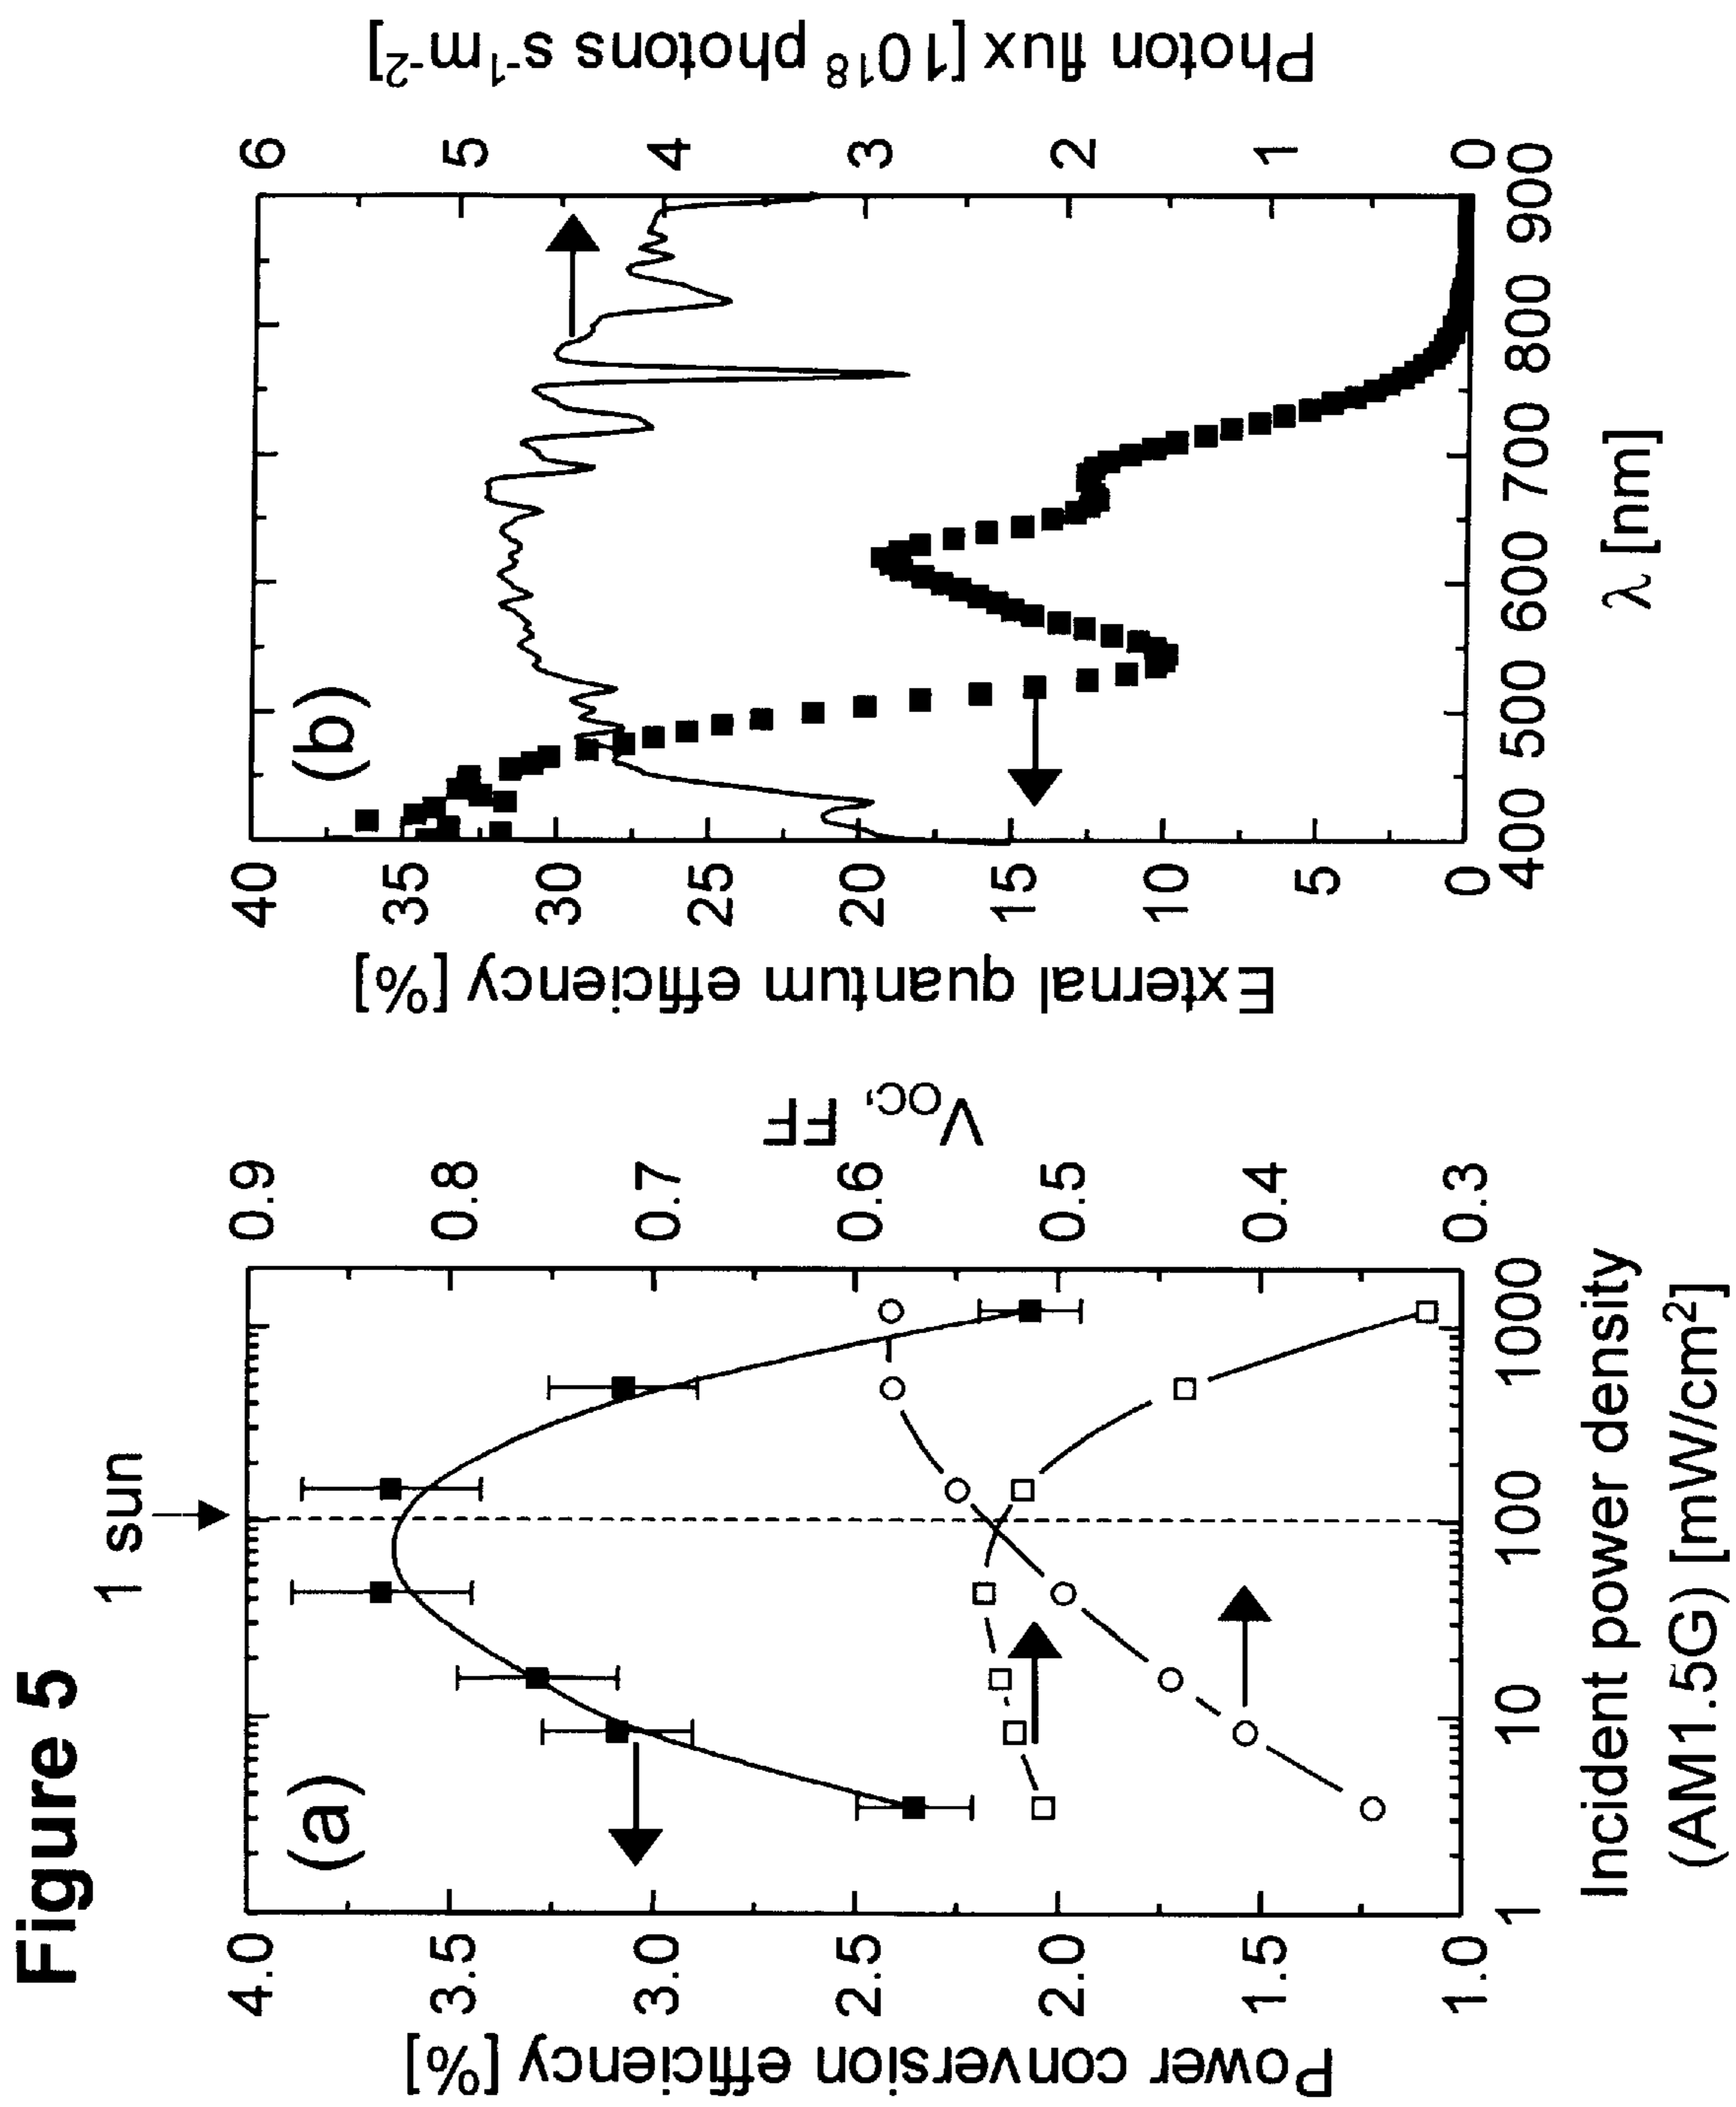 Figure 5
1 sun
(a)
Power conversion efficiency [%]
4.0
3.5
3.0
2.5
2.0
1.5
1.0
V_OC, FF
0.9
0.8
0.7
0.6
0.5
0.4
0.3
1 10 100 1000
Incident power density
(AM1.5G) [mW/cm²]
(b)
External quantum efficiency [%]
40
35
30
25
20
15
10
5
0
Photon flux [10¹⁸ photons s⁻¹m⁻²]
6
5
4
3
2
1
0
400 500 600 700 800 900
λ [nm]